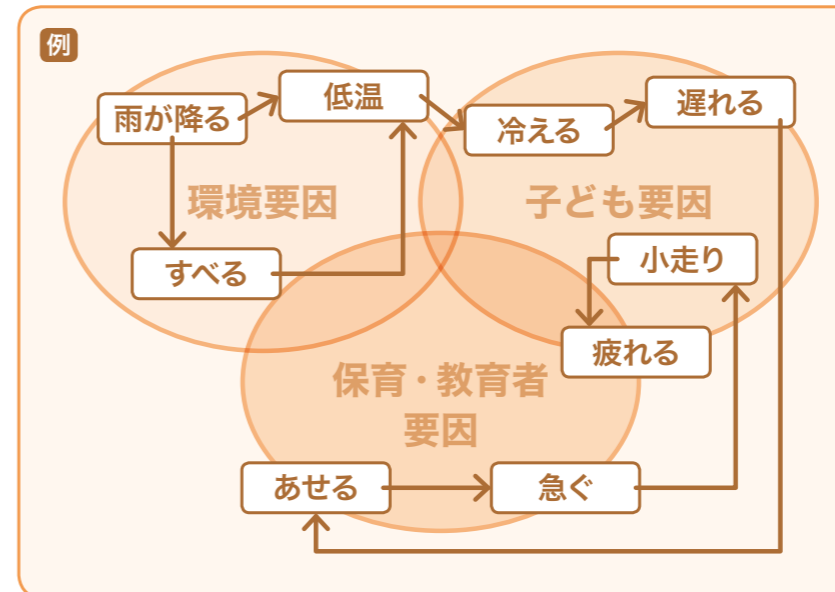 例
雨が降る
低温
冷える
遅れる
環境要因
子ども要因
すべる
小走り
疲れる
保育・教育者
要因
あせる
急ぐ